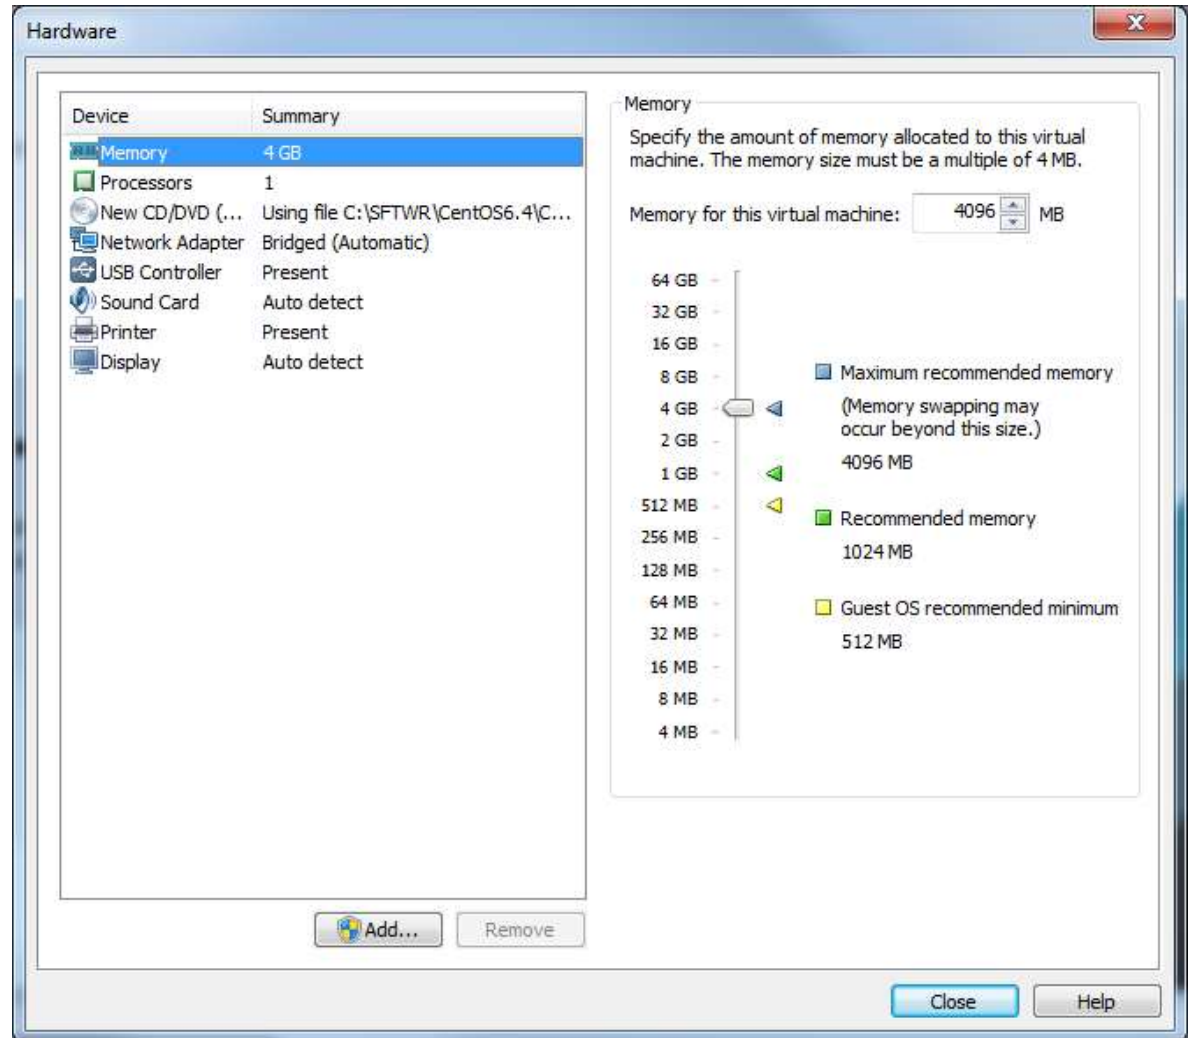 Hardware
Device Summary
Memory 4 GB
Processors 1
New CD/DVD (... Using file C:\SFTWR\CentOS6.4\C...
Network Adapter Bridged (Automatic)
USB Controller Present
Sound Card Auto detect
Printer Present
Display Auto detect
Add... Remove
Memory
Specify the amount of memory allocated to this virtual
machine. The memory size must be a multiple of 4 MB.
Memory for this virtual machine: 4096 MB
64 GB
32 GB
16 GB
8 GB
4 GB
2 GB
1 GB
512 MB
256 MB
128 MB
64 MB
32 MB
16 MB
8 MB
4 MB
Maximum recommended memory
(Memory swapping may
occur beyond this size.)
4096 MB
Recommended memory
1024 MB
Guest OS recommended minimum
512 MB
Close Help